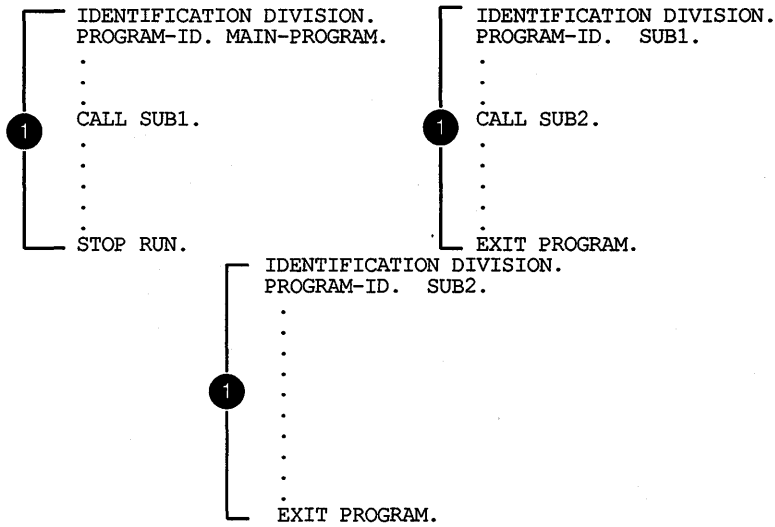 IDENTIFICATION DIVISION.
PROGRAM-ID. MAIN-PROGRAM.
.
.
.
1
CALL SUB1.
.
.
.
.
.
STOP RUN.
IDENTIFICATION DIVISION.
PROGRAM-ID. SUB1.
.
.
.
1
CALL SUB2.
.
.
.
.
.
EXIT PROGRAM.
IDENTIFICATION DIVISION.
PROGRAM-ID. SUB2.
.
.
.
.
1
.
.
.
.
.
.
EXIT PROGRAM.